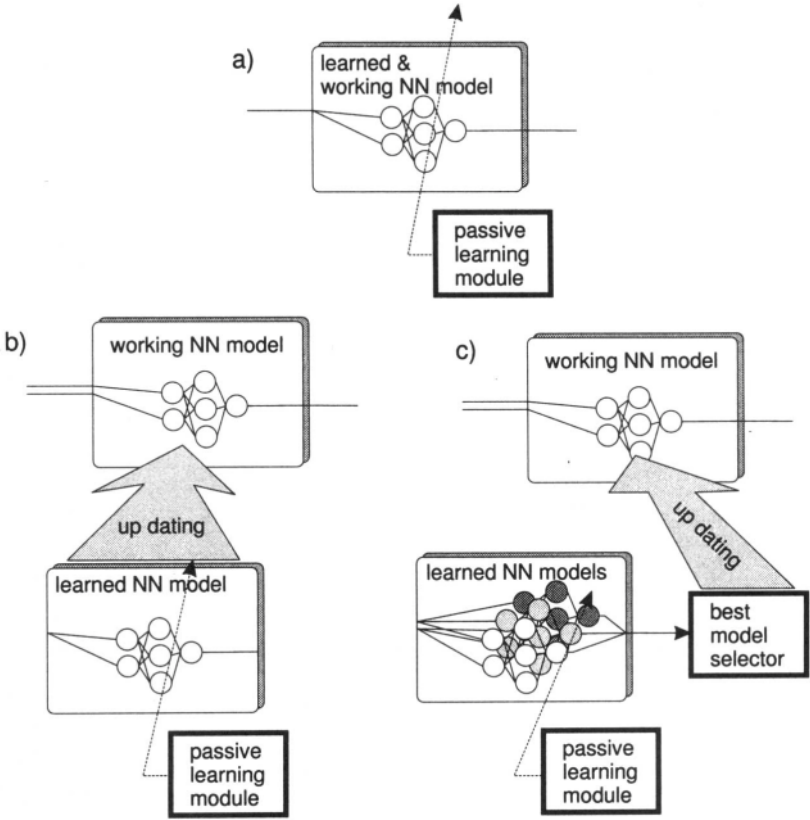 a)
learned &
working NN model
passive
learning
module
b)
working NN model
up dating
learned NN model
passive
learning
module
c)
working NN model
up dating
learned NN models
best
model
selector
passive
learning
module